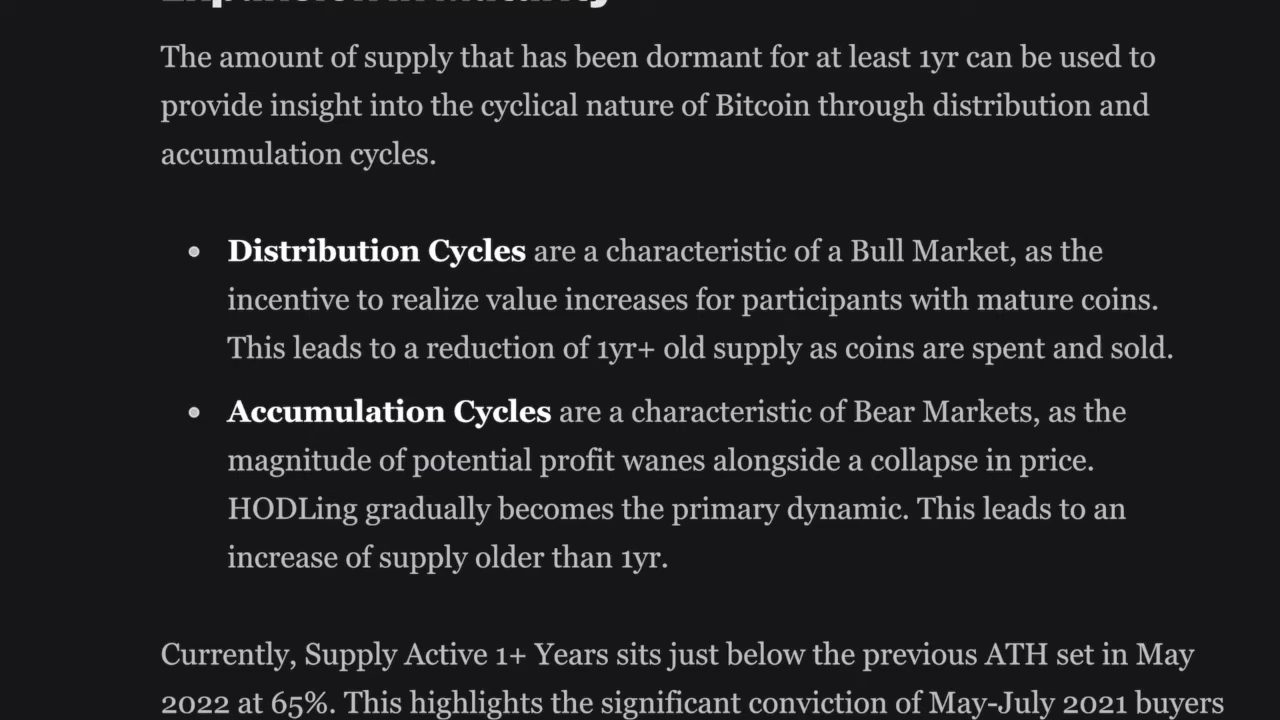 Expansion in Maturity
The amount of supply that has been dormant for at least 1yr can be used to
provide insight into the cyclical nature of Bitcoin through distribution and
accumulation cycles.
Distribution Cycles are a characteristic of a Bull Market, as the
incentive to realize value increases for participants with mature coins.
This leads to a reduction of 1yr+ old supply as coins are spent and sold.
Accumulation Cycles are a characteristic of Bear Markets, as the
magnitude of potential profit wanes alongside a collapse in price.
HODLing gradually becomes the primary dynamic. This leads to an
increase of supply older than 1yr.
Currently, Supply Active 1+ Years sits just below the previous ATH set in May
2022 at 65%. This highlights the significant conviction of May-July 2021 buyers